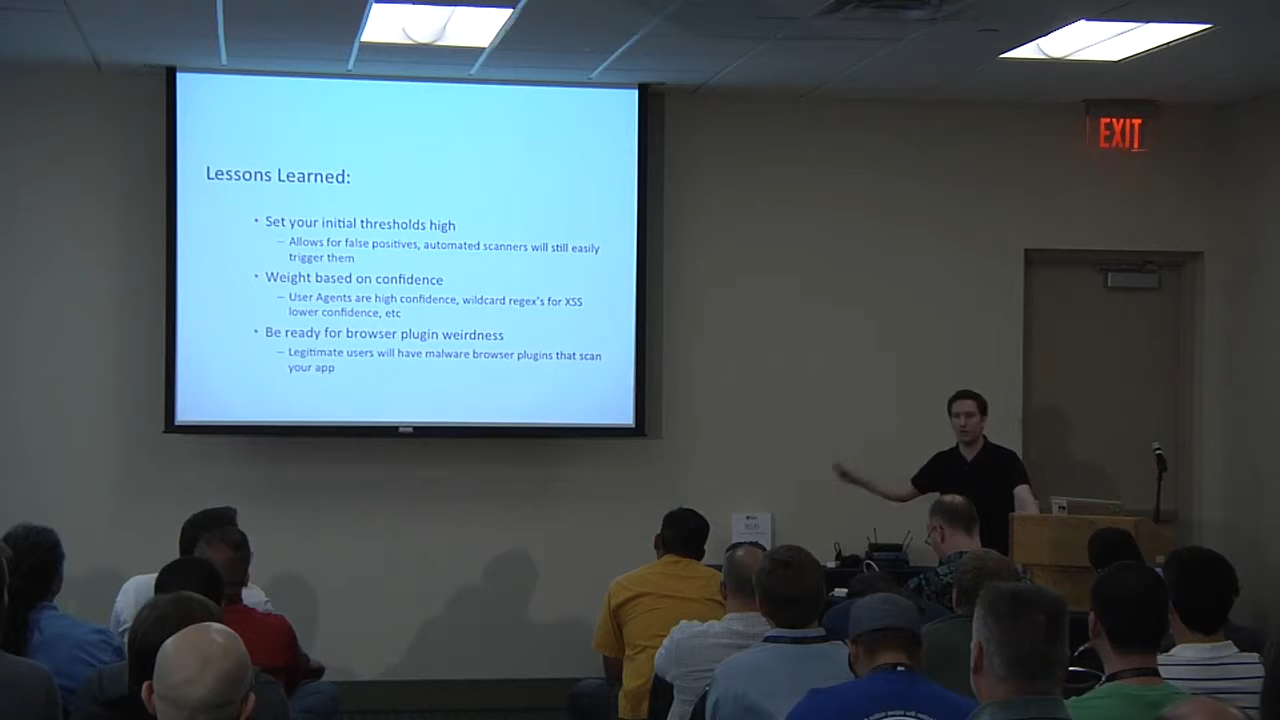 EXIT
Lessons Learned:
• Set your initial thresholds high
– Allows for false positives, automated scanners will still easily
trigger them
• Weight based on confidence
– User Agents are high confidence, wildcard regex's for XSS
lower confidence, etc
• Be ready for browser plugin weirdness
– Legitimate users will have malware browser plugins that scan
your app